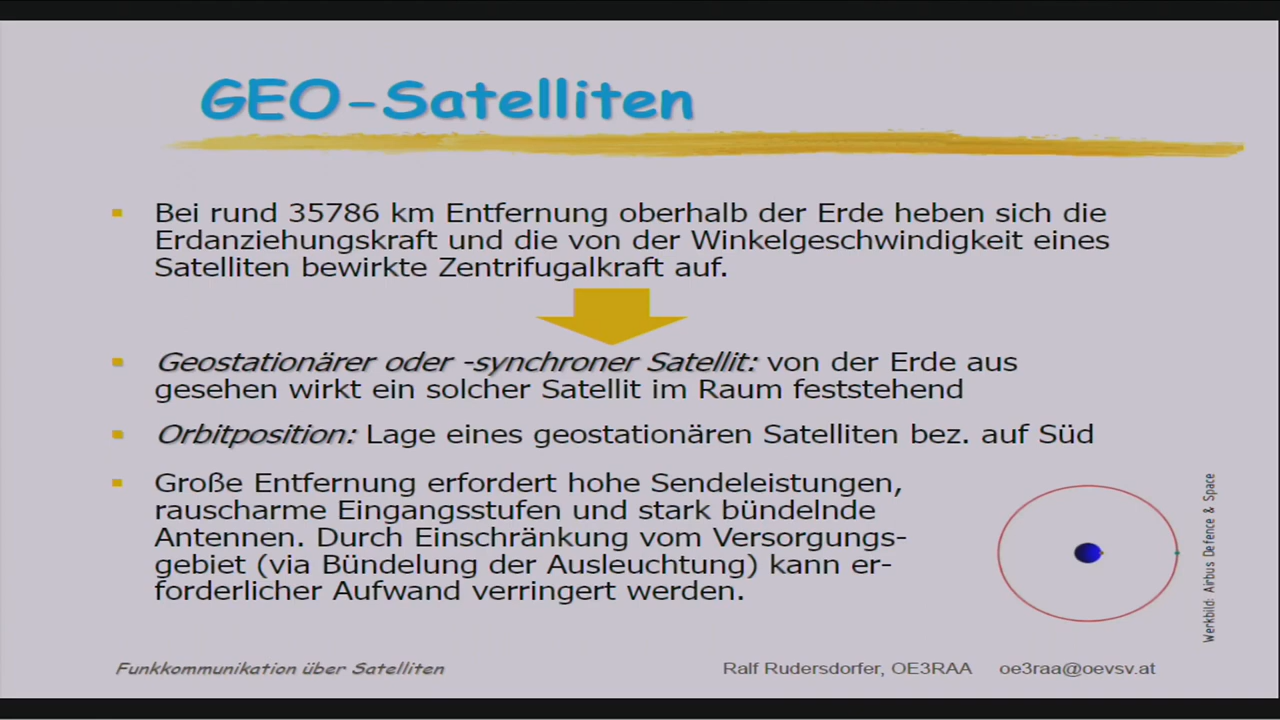 GEO-Satelliten
Bei rund 35786 km Entfernung oberhalb der Erde heben sich die
Erdanziehungskraft und die von der Winkelgeschwindigkeit eines
Satelliten bewirkte Zentrifugalkraft auf.
Geostationärer oder -synchroner Satellit: von der Erde aus
gesehen wirkt ein solcher Satellit im Raum feststehend
Orbitposition: Lage eines geostationären Satelliten bez. auf Süd
Große Entfernung erfordert hohe Sendeleistungen,
rauscharme Eingangsstufen und stark bündelnde
Antennen. Durch Einschränkung vom Versorgungs-
gebiet (via Bündelung der Ausleuchtung) kann er-
forderlicher Aufwand verringert werden.
Werkbild: Airbus Defence & Space
Funkkommunikation über Satelliten
Ralf Rudersdorfer, OE3RAA oe3raa@oevsv.at